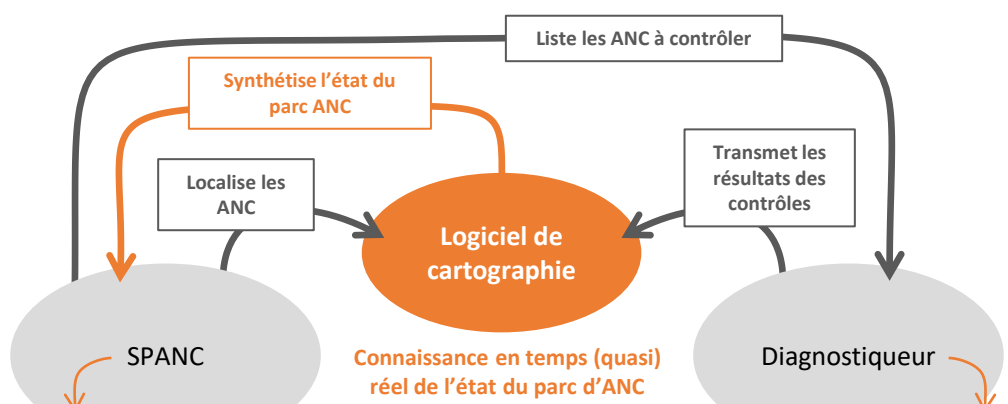 Liste les ANC à contrôler
Synthétise l'état du
parc ANC
Localise les
ANC
Transmet les
résultats des
contrôles
Logiciel de
cartographie
SPANC
Connaissance en temps (quasi)
réel de l'état du parc d'ANC
Diagnostiqueur